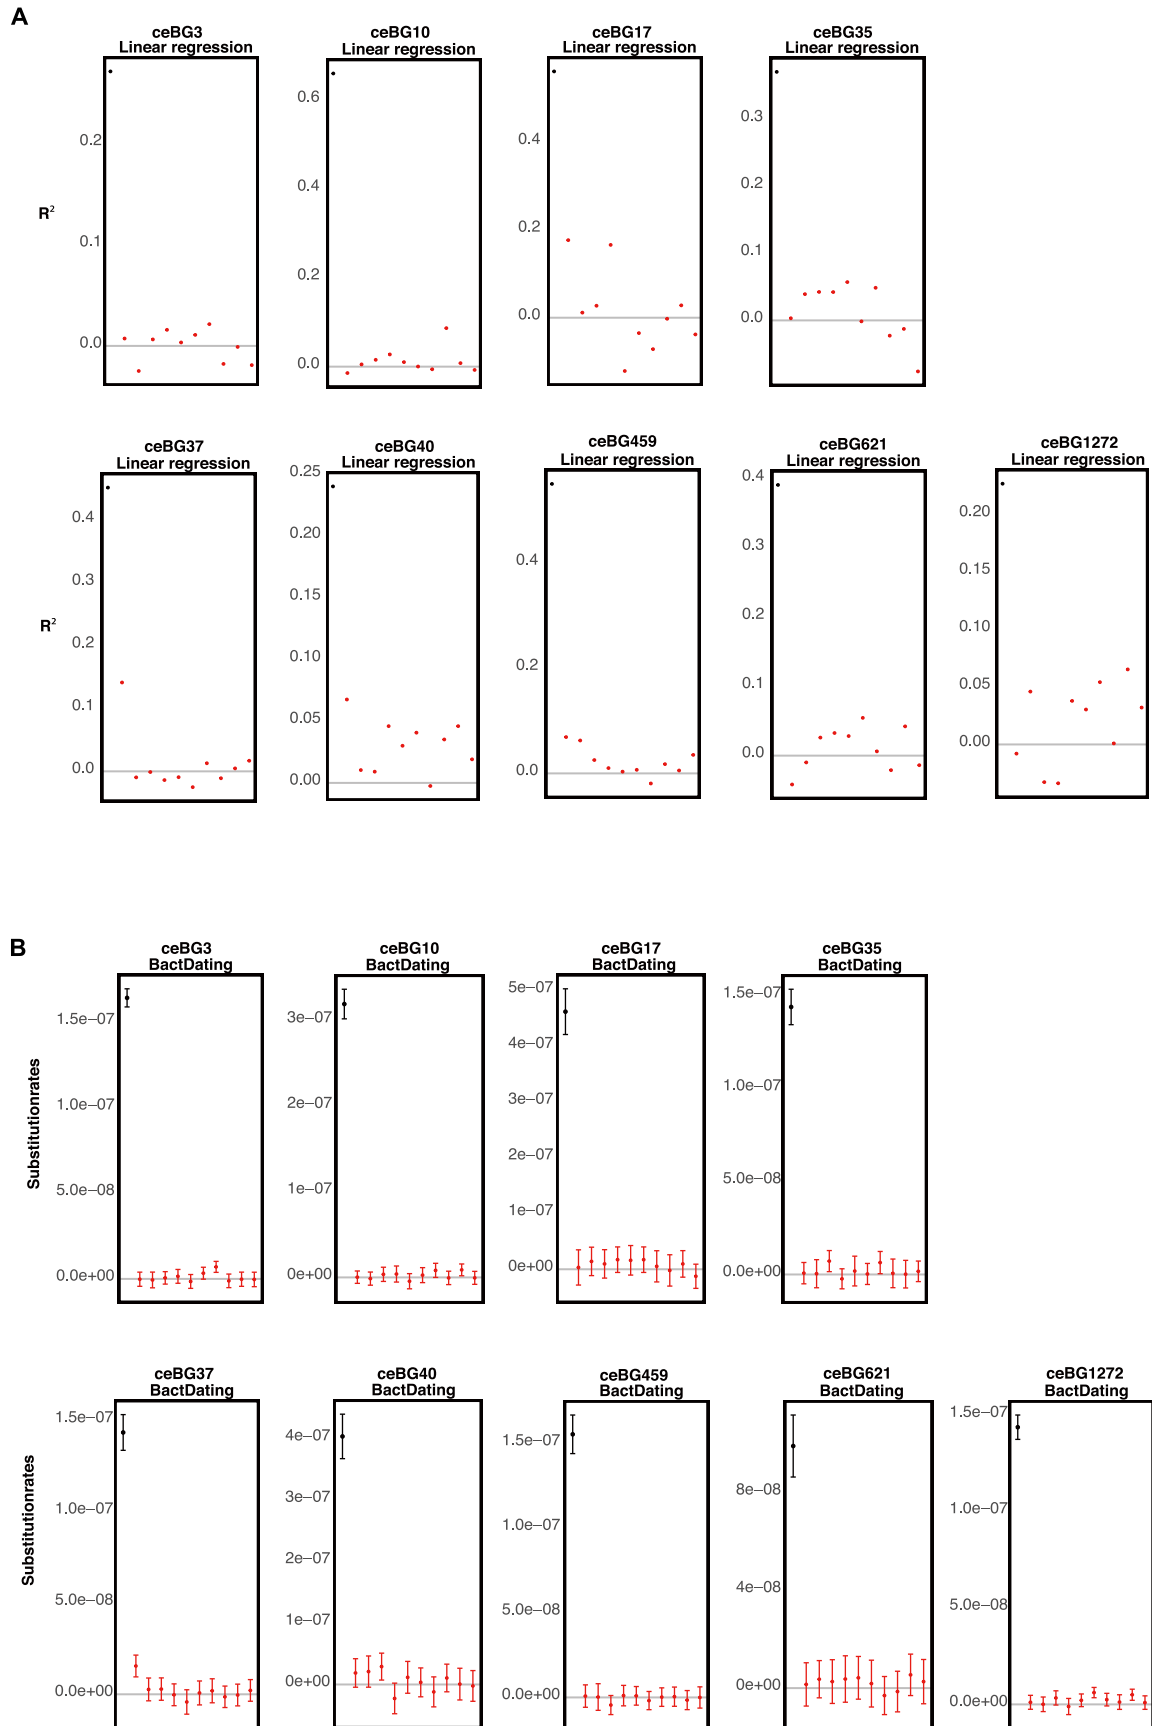 A
ceBG3
Linear regression
ceBG10
Linear regression
ceBG17
Linear regression
ceBG35
Linear regression
R²
0.2
0.1
0.0
0.6
0.4
0.2
0.0
0.4
0.2
0.0
0.3
0.2
0.1
0.0
ceBG37
Linear regression
ceBG40
Linear regression
ceBG459
Linear regression
ceBG621
Linear regression
ceBG1272
Linear regression
R²
0.4
0.3
0.2
0.1
0.0
0.25
0.20
0.15
0.10
0.05
0.00
0.4
0.2
0.0
0.4
0.3
0.2
0.1
0.0
0.20
0.15
0.10
0.05
0.00
B
ceBG3
BactDating
ceBG10
BactDating
ceBG17
BactDating
ceBG35
BactDating
Substitutionrates
1.5e−07
1.0e−07
5.0e−08
0.0e+00
3e−07
2e−07
1e−07
0e+00
5e−07
4e−07
3e−07
2e−07
1e−07
0e+00
1.5e−07
1.0e−07
5.0e−08
0.0e+00
ceBG37
BactDating
ceBG40
BactDating
ceBG459
BactDating
ceBG621
BactDating
ceBG1272
BactDating
Substitutionrates
1.5e−07
1.0e−07
5.0e−08
0.0e+00
4e−07
3e−07
2e−07
1e−07
0e+00
1.5e−07
1.0e−07
5.0e−08
0.0e+00
8e−08
4e−08
0e+00
1.5e−07
1.0e−07
5.0e−08
0.0e+00